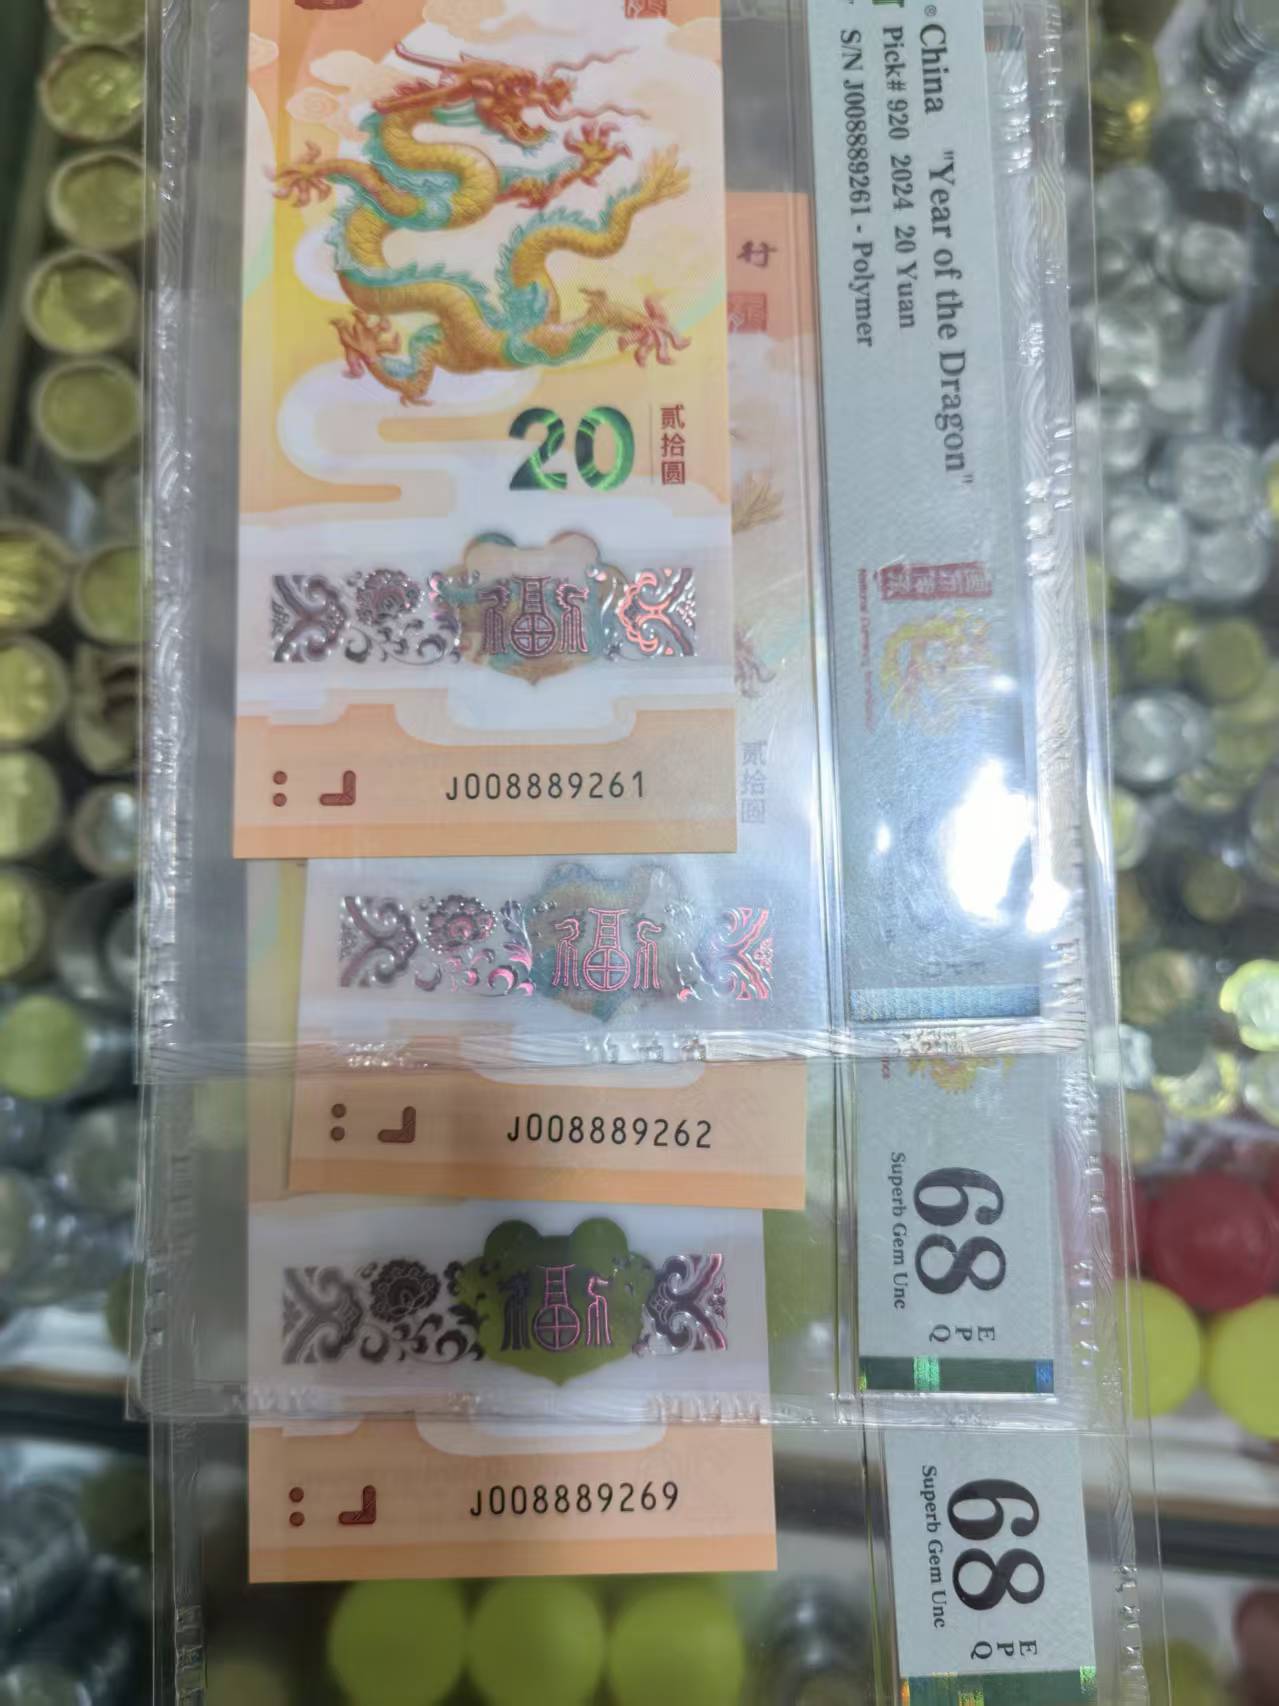 20
贰拾圆
福
J008889261
行
贰拾圆
福
J008889262
福
J008889269
China "Year of the Dragon"
Pick# 920 2024 20 Yuan
S/N J008889261 - Polymer
68
EPQ
Superb Gem Unc
68
EPQ
Superb Gem Unc